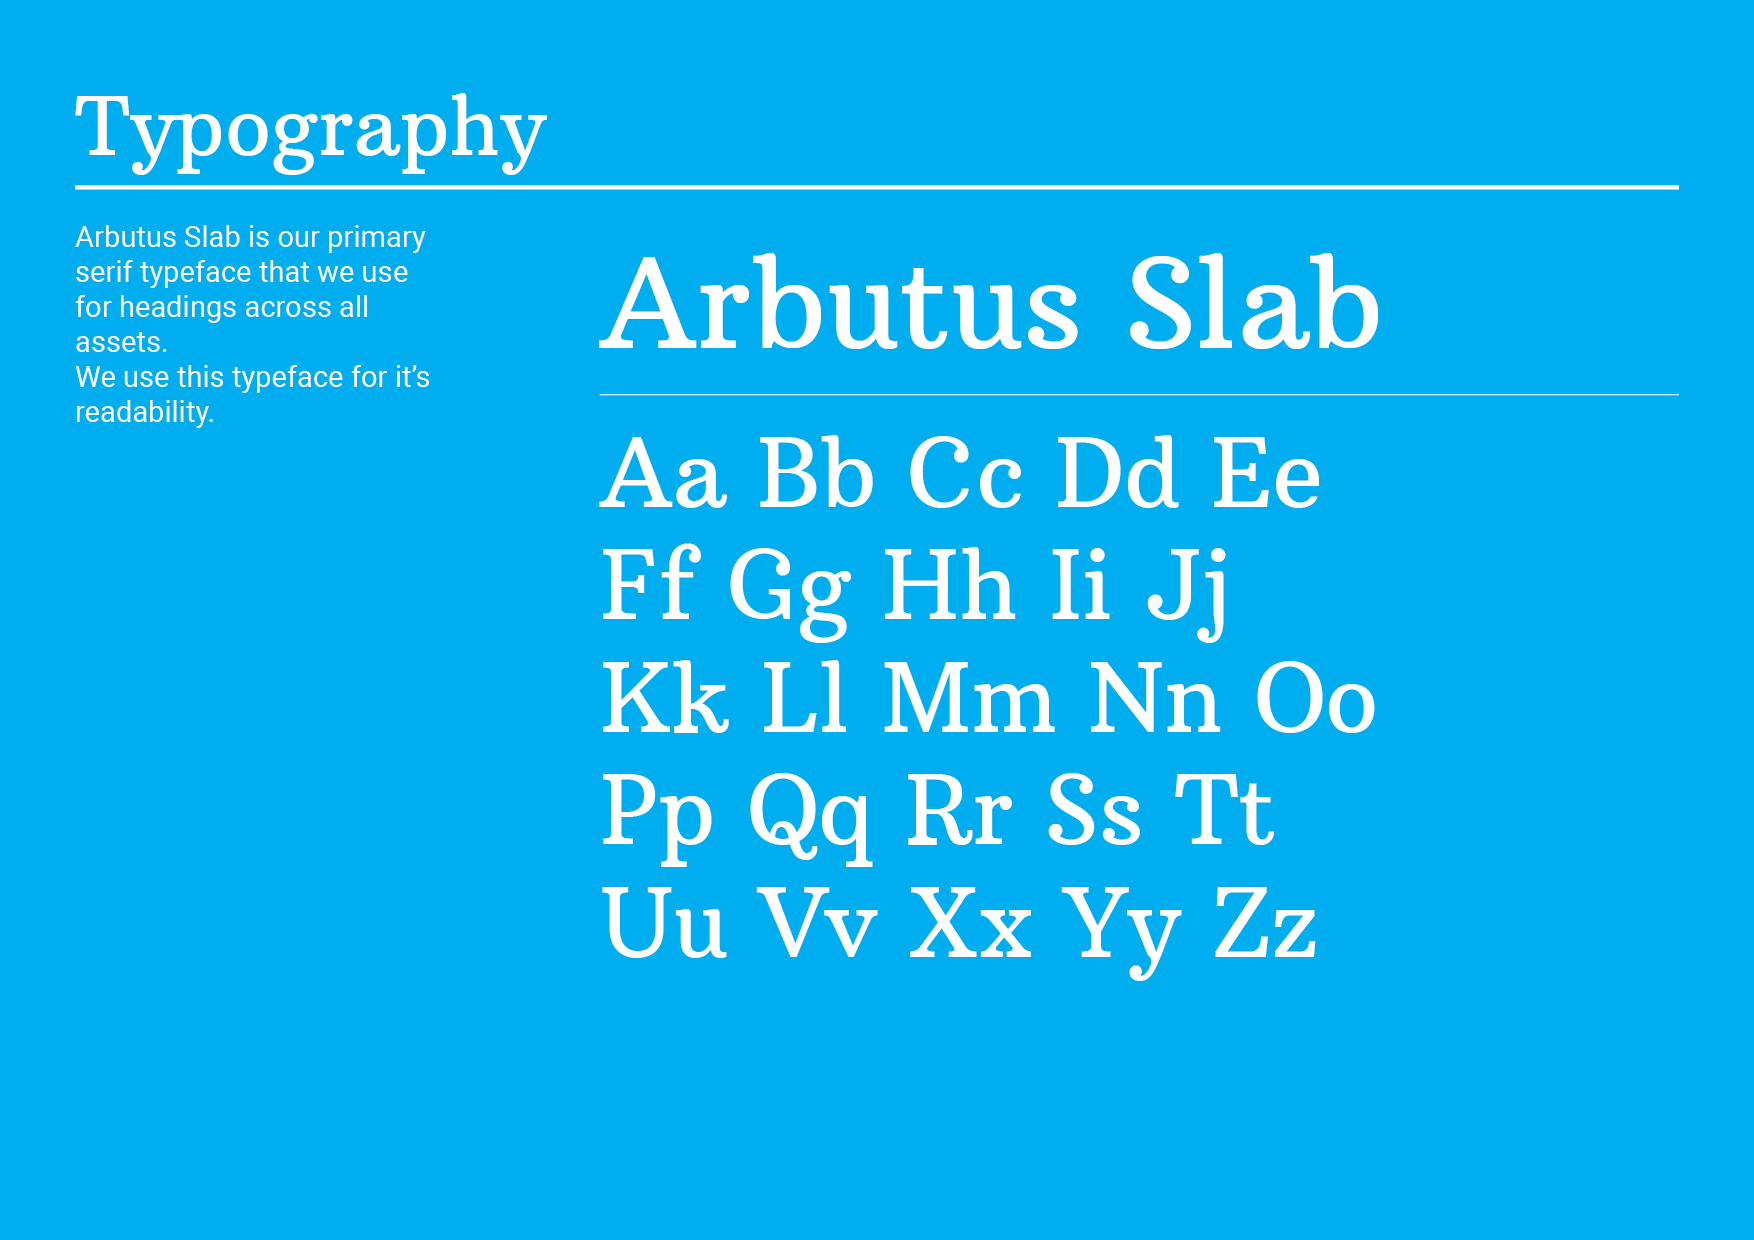 Typography
Arbutus Slab is our primary
serif typeface that we use
for headings across all
assets.
We use this typeface for it’s
readability.
Arbutus Slab
Aa Bb Cc Dd Ee
Ff Gg Hh Ii Jj
Kk Ll Mm Nn Oo
Pp Qq Rr Ss Tt
Uu Vv Xx Yy Zz